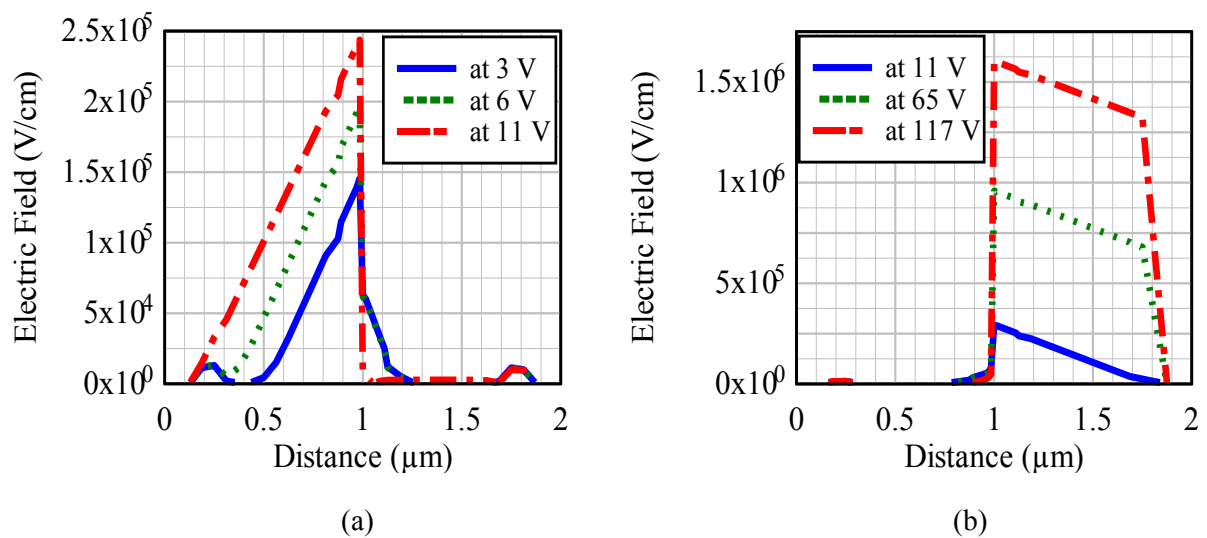 2.5x10⁵
2x10⁵
1.5x10⁵
1x10⁵
5x10⁴
0x10⁰
Electric Field (V/cm)
at 3 V
at 6 V
at 11 V
0 0.5 1 1.5 2
Distance (µm)
(a)
1.5x10⁶
1x10⁶
5x10⁵
0x10⁰
Electric Field (V/cm)
at 11 V
at 65 V
at 117 V
0 0.5 1 1.5 2
Distance (µm)
(b)